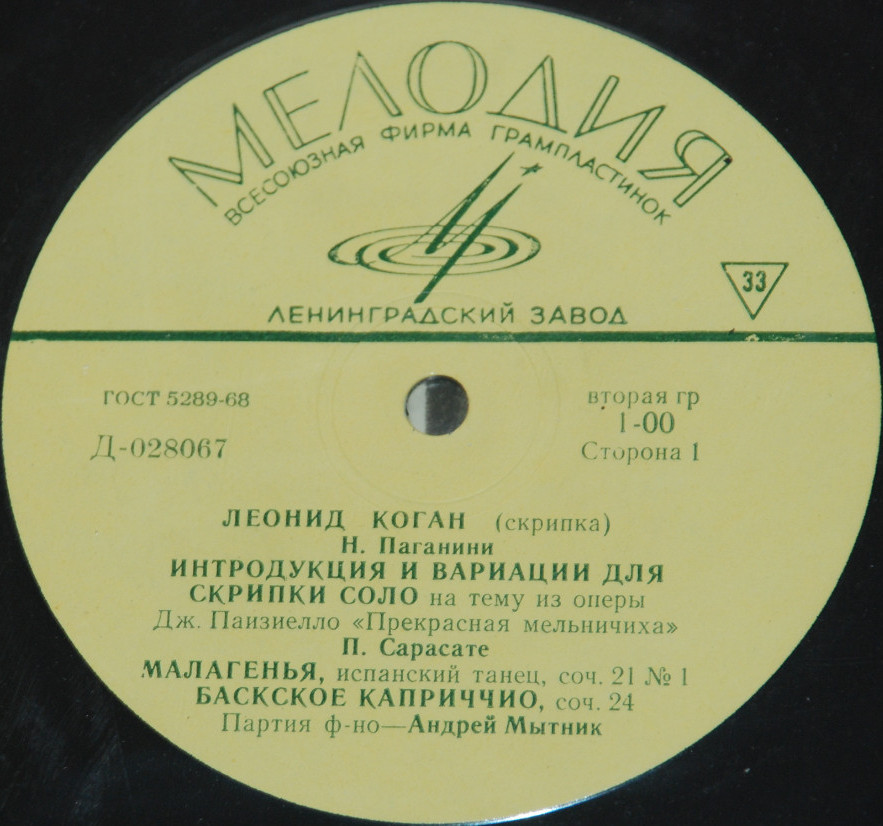 МЕЛОДИЯ
ВСЕСОЮЗНАЯ ФИРМА ГРАМПЛАСТИНОК
33
ЛЕНИНГРАДСКИЙ ЗАВОД
ГОСТ 5289-68
вторая гр
Д-028067
1-00
Сторона 1
ЛЕОНИД КОГАН (скрипка)
Н. Паганини
ИНТРОДУКЦИЯ И ВАРИАЦИИ ДЛЯ
СКРИПКИ СОЛО на тему из оперы
Дж. Паизиелло «Прекрасная мельничиха»
П. Сарасате
МАЛАГЕНЬЯ, испанский танец, соч. 21 № 1
БАСКСКОЕ КАПРИЧЧИО, соч. 24
Партия ф-но—Андрей Мытник